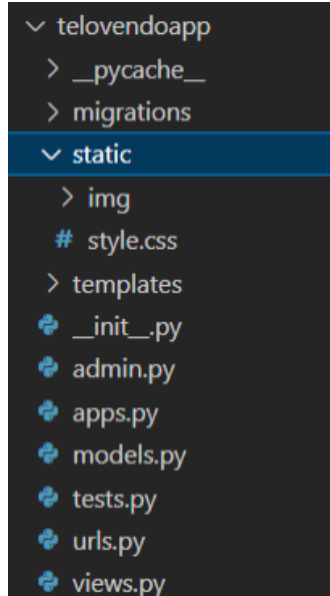 telovendoapp
__pycache__
migrations
static
img
# style.css
templates
__init__.py
admin.py
apps.py
models.py
tests.py
urls.py
views.py